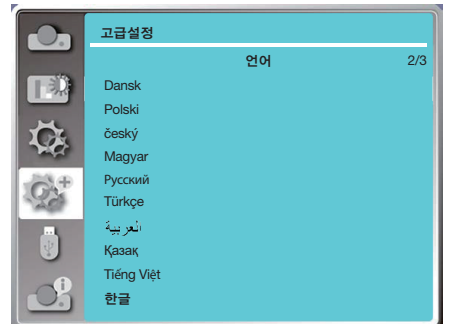 고급설정
언어 2/3
Dansk
Polski
český
Magyar
Русский
Türkçe
العربية
Қазақ
Tiếng Việt
한글